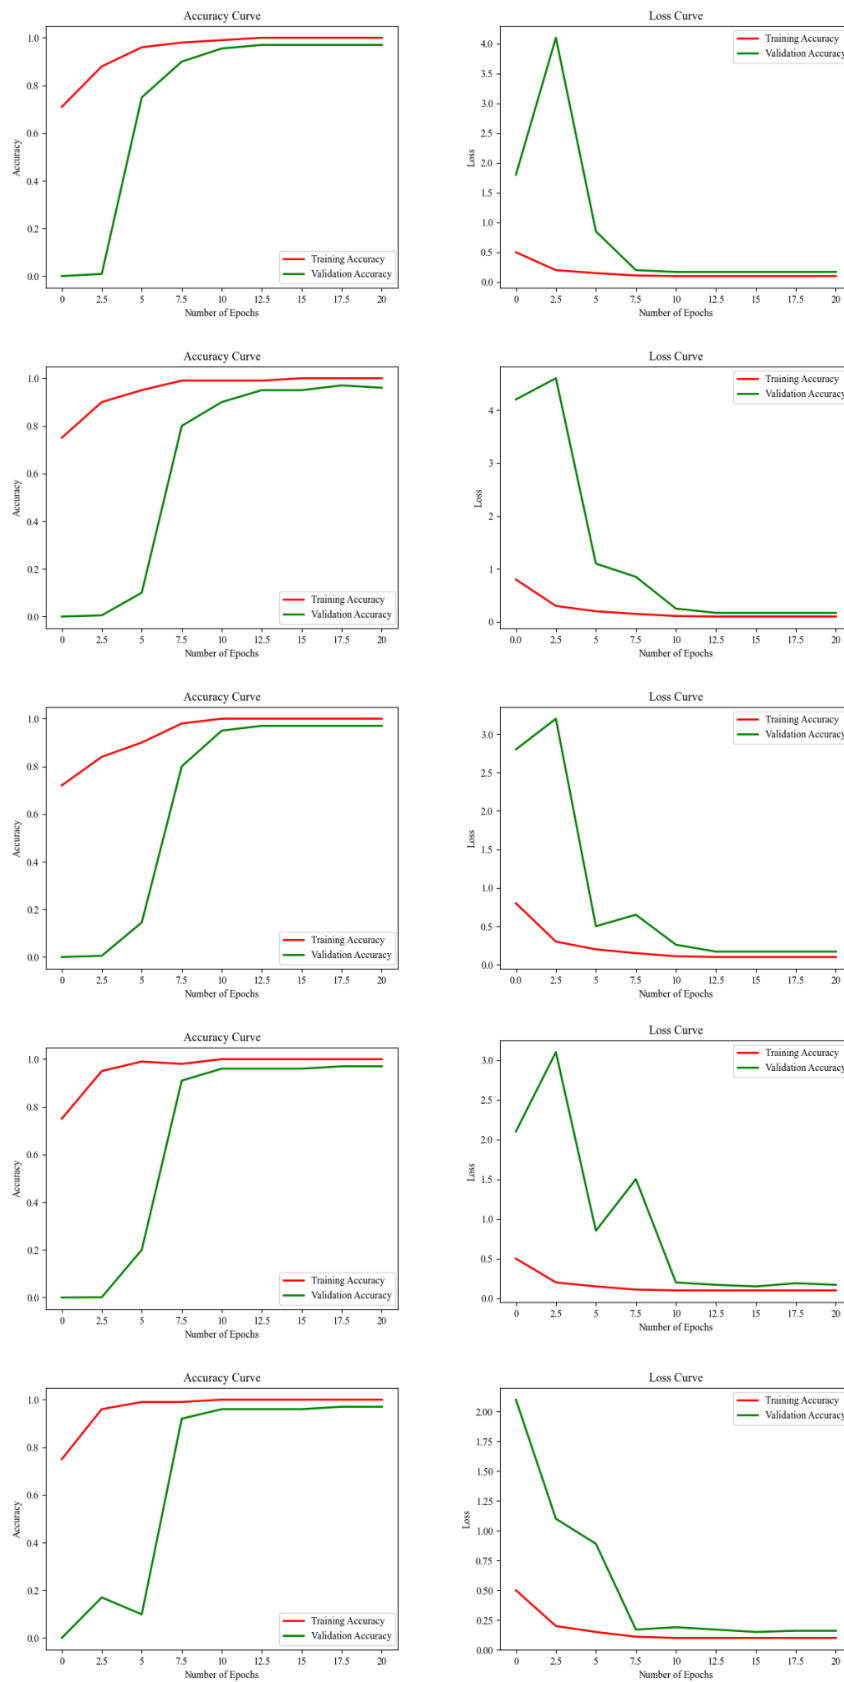 Accuracy Curve
1.0
0.8
0.6
0.4
0.2
0.0
Accuracy
Training Accuracy
Validation Accuracy
0 2.5 5 7.5 10 12.5 15 17.5 20
Number of Epochs
Loss Curve
4.0
3.5
3.0
2.5
2.0
1.5
1.0
0.5
0.0
Loss
Training Accuracy
Validation Accuracy
0.0 2.5 5 7.5 10 12.5 15 17.5 20
Number of Epochs
Accuracy Curve
1.0
0.8
0.6
0.4
0.2
0.0
Accuracy
Training Accuracy
Validation Accuracy
0 2.5 5 7.5 10 12.5 15 17.5 20
Number of Epochs
Loss Curve
4
3
2
1
0
Loss
Training Accuracy
Validation Accuracy
0.0 2.5 5 7.5 10 12.5 15 17.5 20
Number of Epochs
Accuracy Curve
1.0
0.8
0.6
0.4
0.2
0.0
Accuracy
Training Accuracy
Validation Accuracy
0 2.5 5 7.5 10 12.5 15 17.5 20
Number of Epochs
Loss Curve
3.0
2.5
2.0
1.5
1.0
0.5
0.0
Loss
Training Accuracy
Validation Accuracy
0.0 2.5 5 7.5 10 12.5 15 17.5 20
Number of Epochs
Accuracy Curve
1.0
0.8
0.6
0.4
0.2
0.0
Accuracy
Training Accuracy
Validation Accuracy
0 2.5 5 7.5 10 12.5 15 17.5 20
Number of Epochs
Loss Curve
3.0
2.5
2.0
1.5
1.0
0.5
0.0
Loss
Training Accuracy
Validation Accuracy
0.0 2.5 5 7.5 10 12.5 15 17.5 20
Number of Epochs
Accuracy Curve
1.0
0.8
0.6
0.4
0.2
0.0
Accuracy
Training Accuracy
Validation Accuracy
0 2.5 5 7.5 10 12.5 15 17.5 20
Number of Epochs
Loss Curve
2.00
1.75
1.50
1.25
1.00
0.75
0.50
0.25
0.00
Loss
Training Accuracy
Validation Accuracy
0.0 2.5 5 7.5 10 12.5 15 17.5 20
Number of Epochs